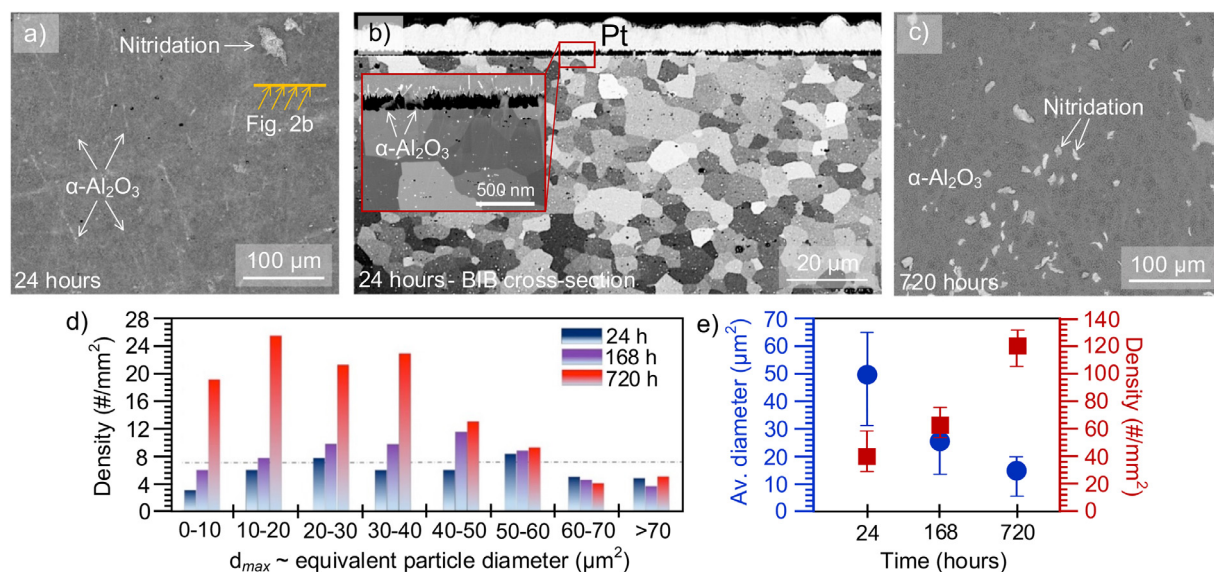 a)
Nitridation
Fig. 2b
α-Al2O3
24 hours
100 µm
b)
Pt
α-Al2O3
500 nm
24 hours - BIB cross-section
20 µm
c)
Nitridation
α-Al2O3
720 hours
100 µm
d)
28
24
20
16
12
8
4
0
Density (#/mm2)
24 h
168 h
720 h
0-10 10-20 20-30 30-40 40-50 50-60 60-70 >70
dmax ~ equivalent particle diameter (µm2)
e)
70
60
50
40
30
20
10
0
Av. diameter (µm2)
140
120
100
80
60
40
20
0
Density (#/mm2)
24 168 720
Time (hours)